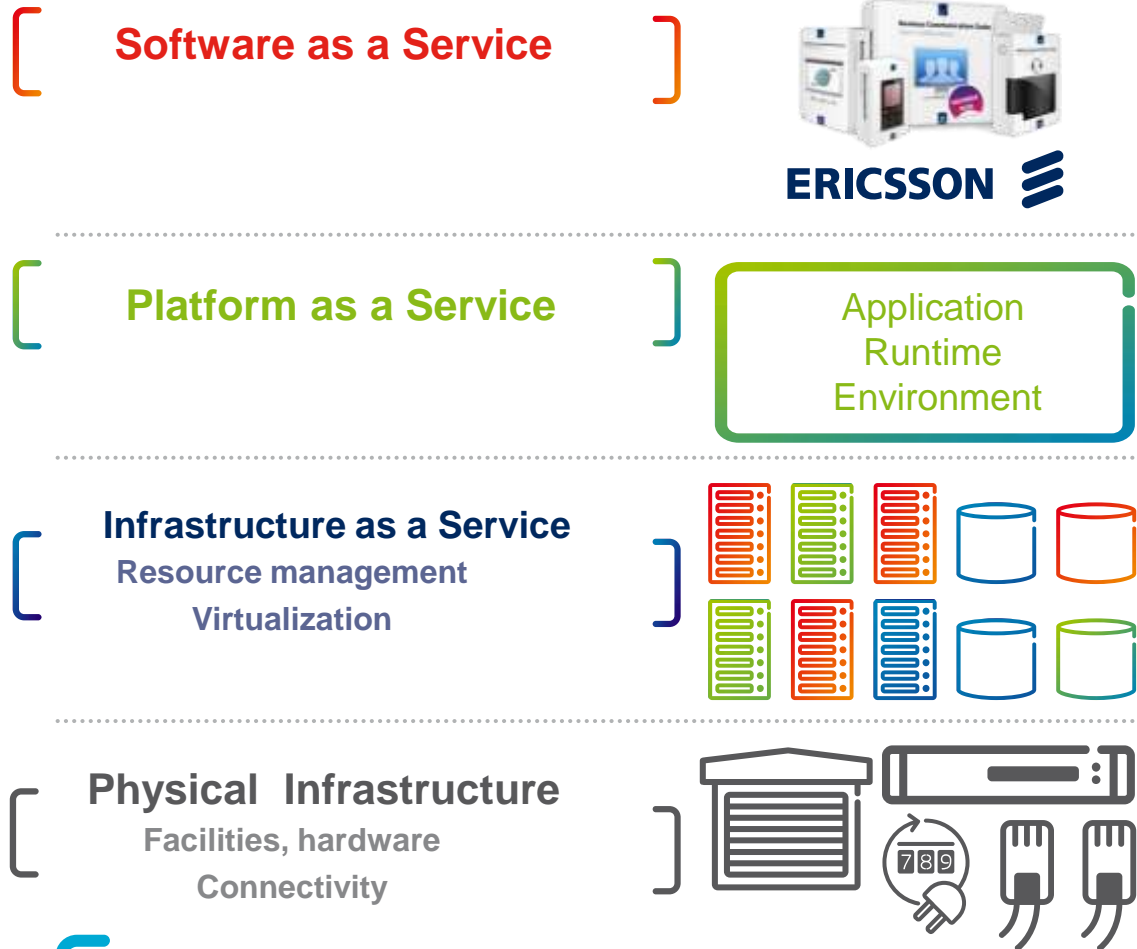 Software as a Service
ERICSSON
Platform as a Service
Application
Runtime
Environment
Infrastructure as a Service
Resource management
Virtualization
Physical Infrastructure
Facilities, hardware
Connectivity
789